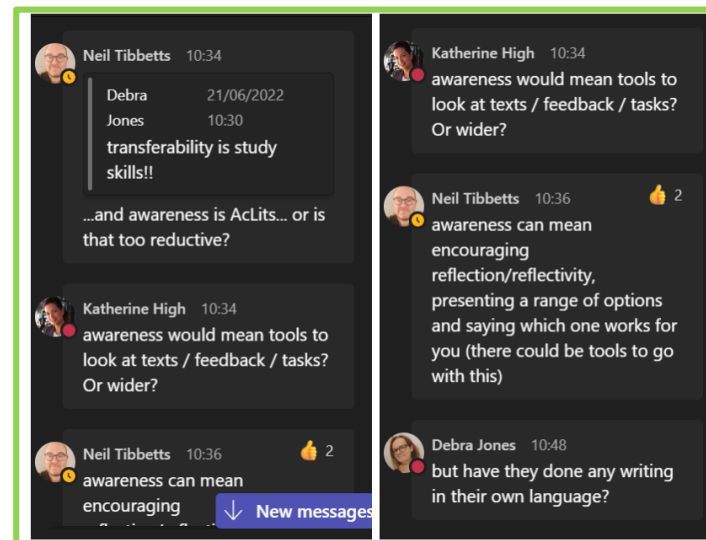 Neil Tibbetts 10:34
Debra 21/06/2022
Jones 10:30
transferability is study
skills!!
...and awareness is AcLits... or is
that too reductive?
Katherine High 10:34
awareness would mean tools to
look at texts / feedback / tasks?
Or wider?
Neil Tibbetts 10:36 👍 2
awareness can mean
encouraging
New messages
Katherine High 10:34
awareness would mean tools to
look at texts / feedback / tasks?
Or wider?
Neil Tibbetts 10:36 👍 2
awareness can mean
encouraging
reflection/reflectivity,
presenting a range of options
and saying which one works for
you (there could be tools to go
with this)
Debra Jones 10:48
but have they done any writing
in their own language?